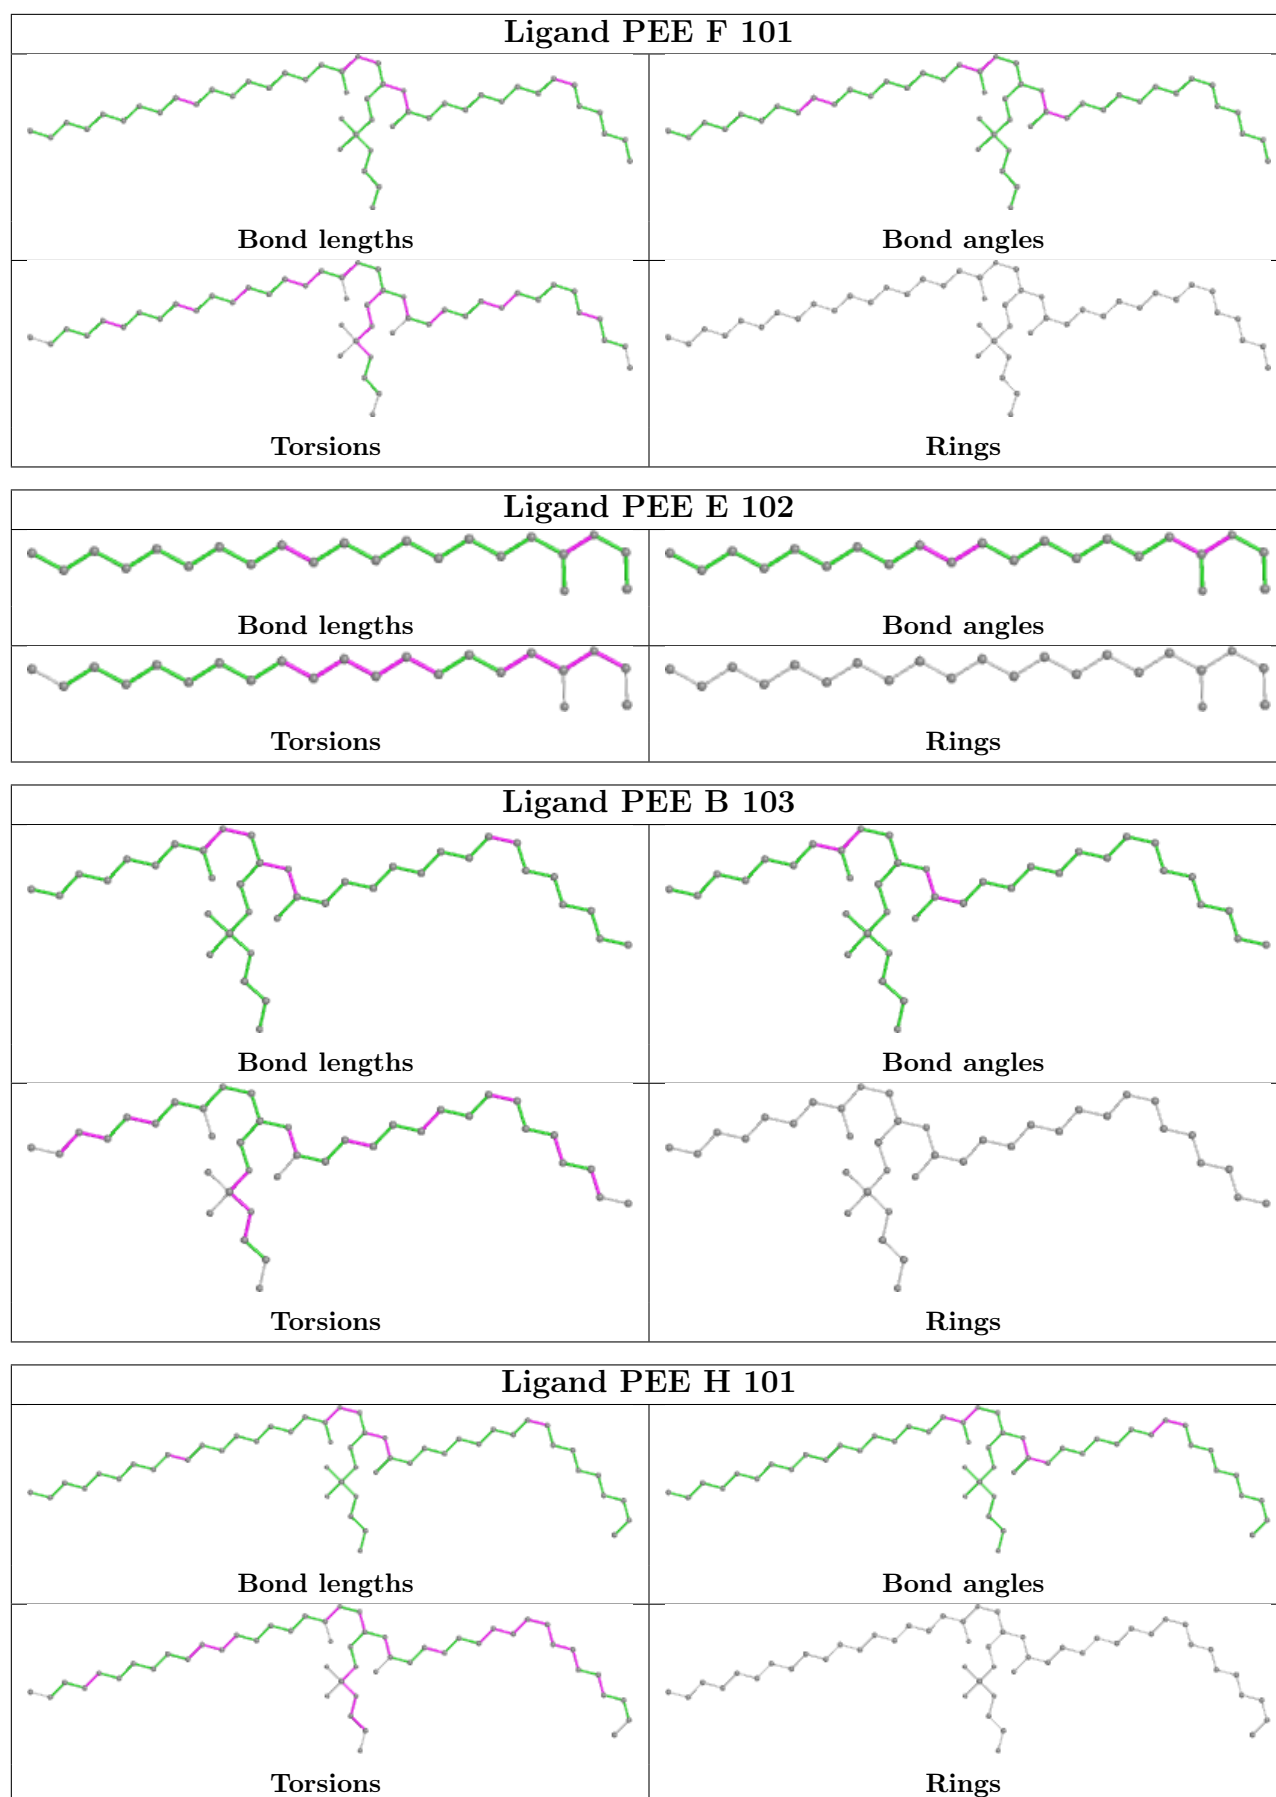 Ligand PEE F 101
Bond lengths
Bond angles
Torsions
Rings
Ligand PEE E 102
Bond lengths
Bond angles
Torsions
Rings
Ligand PEE B 103
Bond lengths
Bond angles
Torsions
Rings
Ligand PEE H 101
Bond lengths
Bond angles
Torsions
Rings